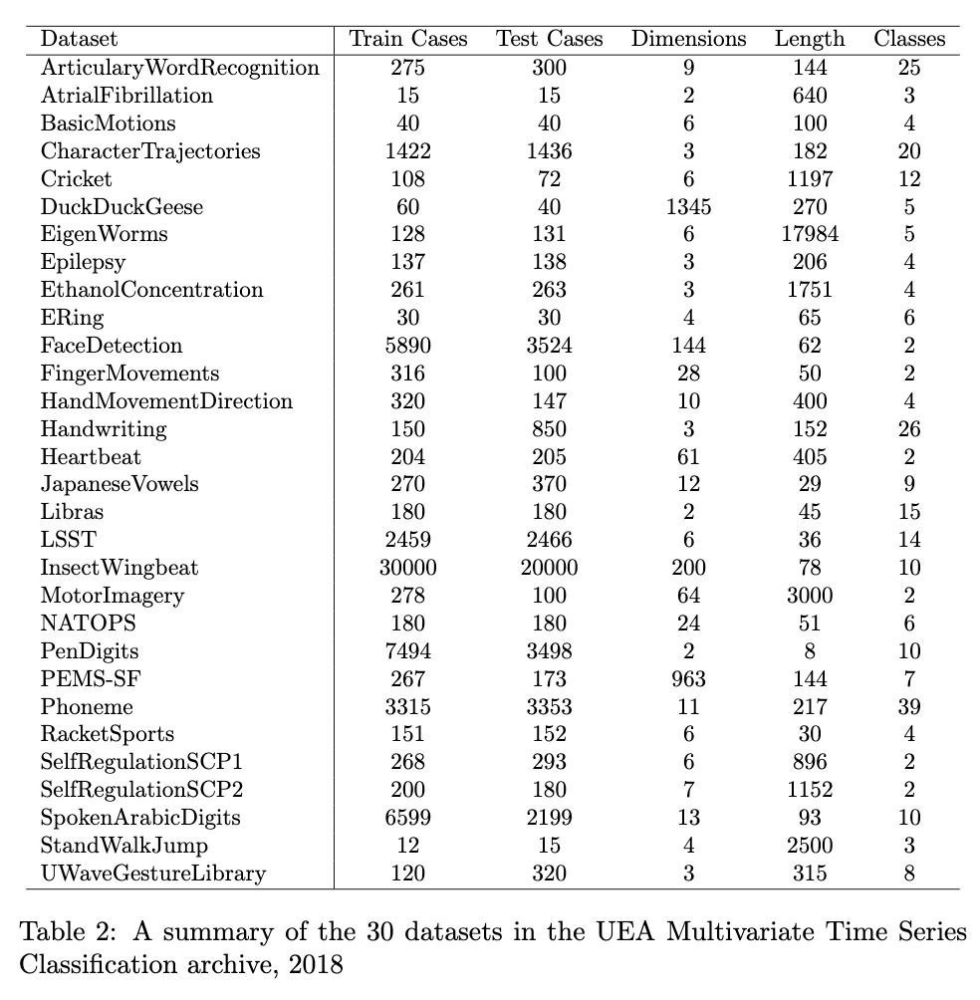 Dataset Train Cases Test Cases Dimensions Length Classes
ArticularyWordRecognition 275 300 9 144 25
AtrialFibrillation 15 15 2 640 3
BasicMotions 40 40 6 100 4
CharacterTrajectories 1422 1436 3 182 20
Cricket 108 72 6 1197 12
DuckDuckGeese 60 40 1345 270 5
EigenWorms 128 131 6 17984 5
Epilepsy 137 138 3 206 4
EthanolConcentration 261 263 3 1751 4
ERing 30 30 4 65 6
FaceDetection 5890 3524 144 62 2
FingerMovements 316 100 28 50 2
HandMovementDirection 320 147 10 400 4
Handwriting 150 850 3 152 26
Heartbeat 204 205 61 405 2
JapaneseVowels 270 370 12 29 9
Libras 180 180 2 45 15
LSST 2459 2466 6 36 14
InsectWingbeat 30000 20000 200 78 10
MotorImagery 278 100 64 3000 2
NATOPS 180 180 24 51 6
PenDigits 7494 3498 2 8 10
PEMS-SF 267 173 963 144 7
Phoneme 3315 3353 11 217 39
RacketSports 151 152 6 30 4
SelfRegulationSCP1 268 293 6 896 2
SelfRegulationSCP2 200 180 7 1152 2
SpokenArabicDigits 6599 2199 13 93 10
StandWalkJump 12 15 4 2500 3
UWaveGestureLibrary 120 320 3 315 8
Table 2: A summary of the 30 datasets in the UEA Multivariate Time Series
Classification archive, 2018